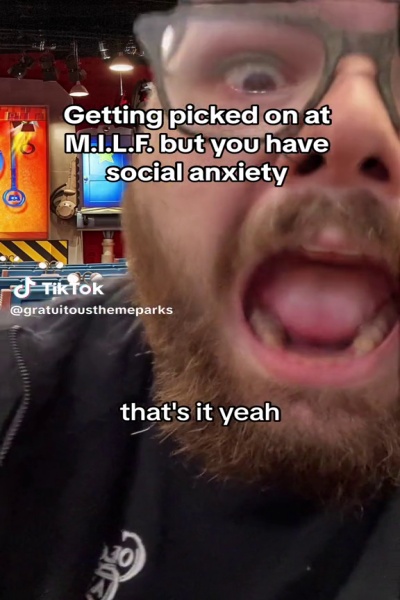 Getting picked on at
M.I.L.F. but you have
social anxiety
TikTok
@gratuitousthemeparks
that's it yeah